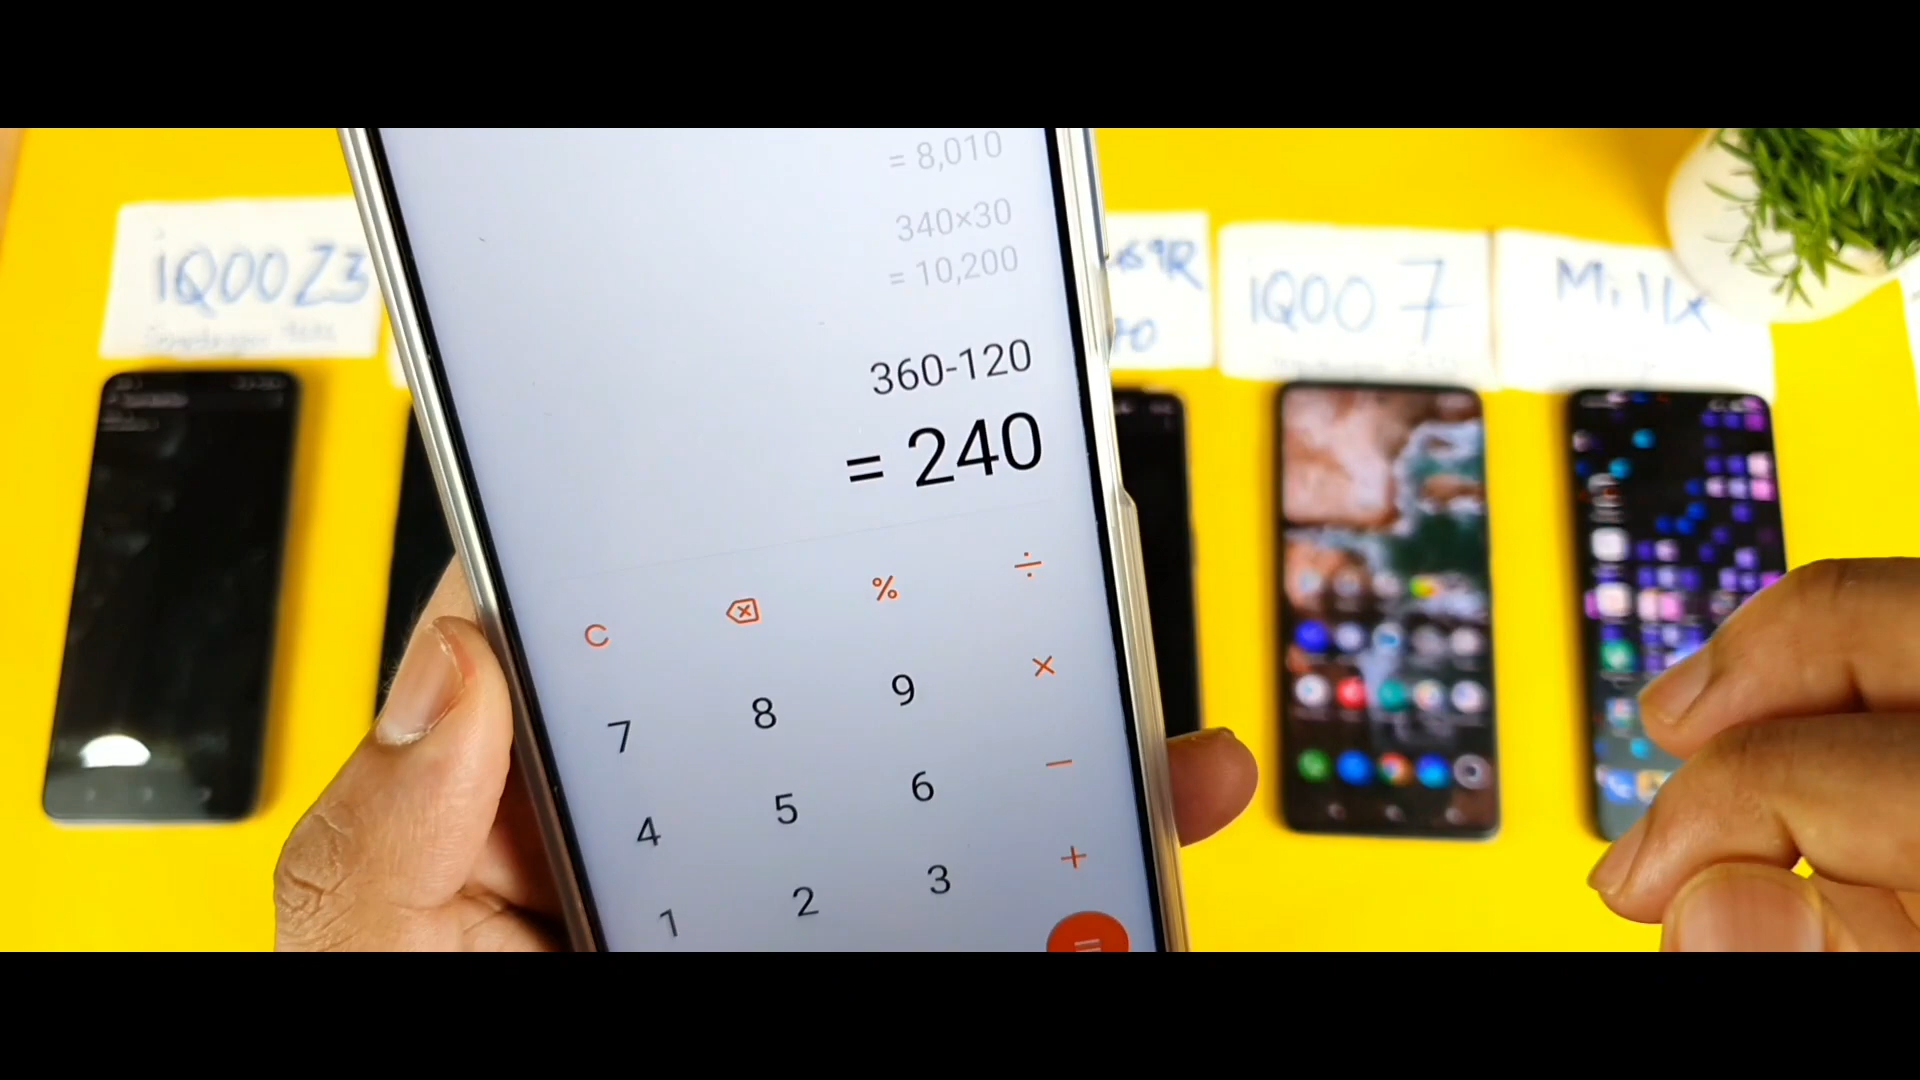 = 8,010
340×30
= 10,200
360-120
= 240
C % ÷
7 8 9 ×
4 5 6 −
1 2 3 +
=
iQOO Z3
9R
iQOO 7
Mi 11x